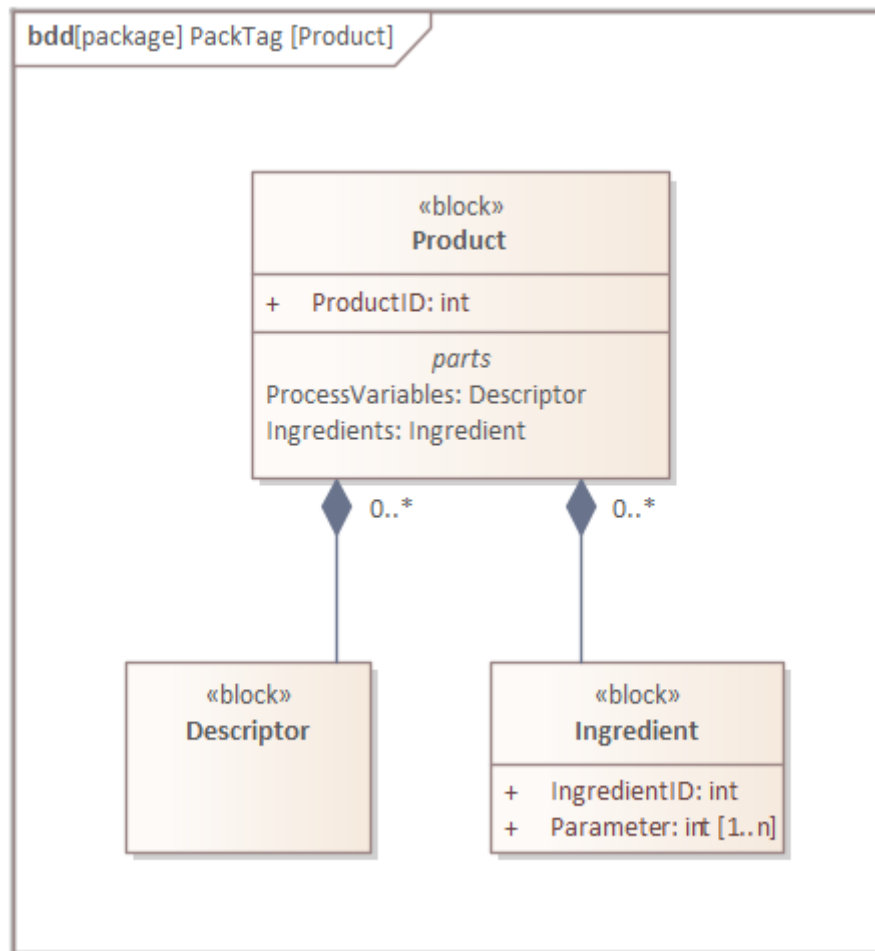 bdd[package] PackTag [Product]
«block»
Product
+ ProductID: int
parts
ProcessVariables: Descriptor
Ingredients: Ingredient
0..*
0..*
«block»
Descriptor
«block»
Ingredient
+ IngredientID: int
+ Parameter: int [1..n]